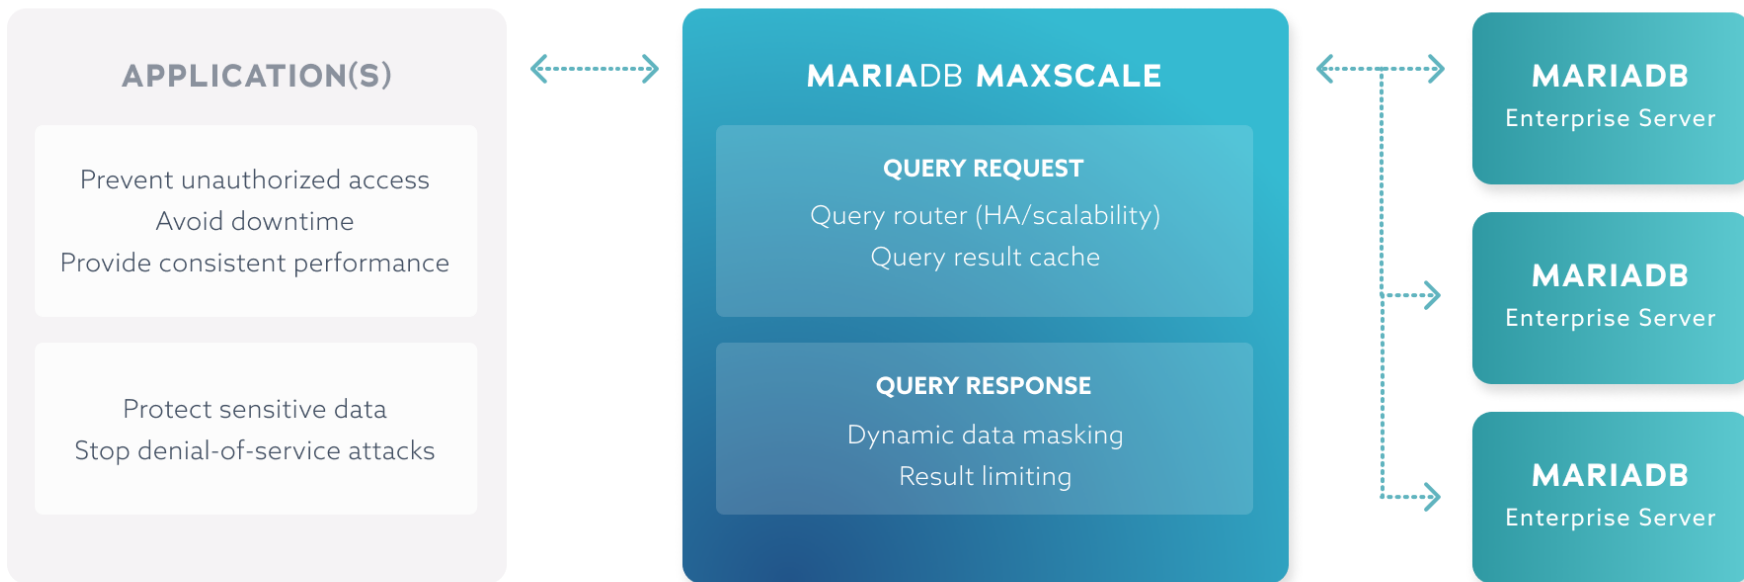 APPLICATION(S)
Prevent unauthorized access
Avoid downtime
Provide consistent performance
Protect sensitive data
Stop denial-of-service attacks
MARIADB MAXSCALE
QUERY REQUEST
Query router (HA/scalability)
Query result cache
QUERY RESPONSE
Dynamic data masking
Result limiting
MARIADB
Enterprise Server
MARIADB
Enterprise Server
MARIADB
Enterprise Server